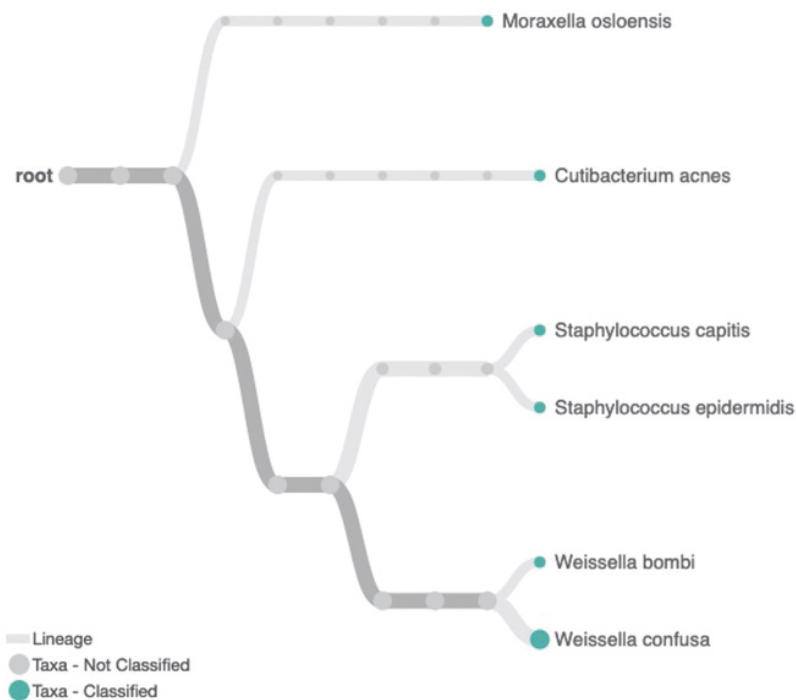 Moraxella osloensis
root
Cutibacterium acnes
Staphylococcus capitis
Staphylococcus epidermidis
Weissella bombi
Weissella confusa
Lineage
Taxa - Not Classified
Taxa - Classified